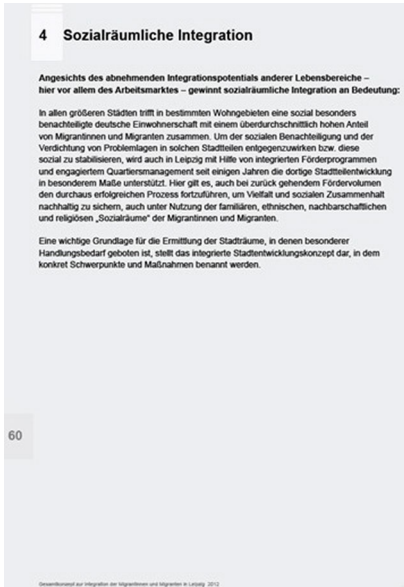 4 Sozialräumliche Integration
Angesichts des abnehmenden Integrationspotentials anderer Lebensbereiche –
hier vor allem des Arbeitsmarktes – gewinnt sozialräumliche Integration an Bedeutung:
In allen größeren Städten trifft in bestimmten Wohngebieten eine sozial besonders
benachteiligte deutsche Einwohnerschaft mit einem überdurchschnittlich hohen Anteil
von Migrantinnen und Migranten zusammen. Um der sozialen Benachteiligung und der
Verdichtung von Problemlagen in solchen Stadtteilen entgegenzuwirken bzw. diese
sozial zu stabilisieren, wird auch in Leipzig mit Hilfe von integrierten Förderprogrammen
und engagiertem Quartiersmanagement seit einigen Jahren die dortige Stadtteilentwicklung
in besonderem Maße unterstützt. Hier gilt es, auch bei zurück gehendem Fördervolumen
den durchaus erfolgreichen Prozess fortzuführen, um Vielfalt und sozialen Zusammenhalt
nachhaltig zu sichern, auch unter Nutzung der familiären, ethnischen, nachbarschaftlichen
und religiösen „Sozialräume" der Migrantinnen und Migranten.
Eine wichtige Grundlage für die Ermittlung der Stadträume, in denen besonderer
Handlungsbedarf geboten ist, stellt das integrierte Stadtentwicklungskonzept dar, in dem
konkret Schwerpunkte und Maßnahmen benannt werden.
60
Gesamtkonzept zur Integration der Migrantinnen und Migranten in Leipzig 2012